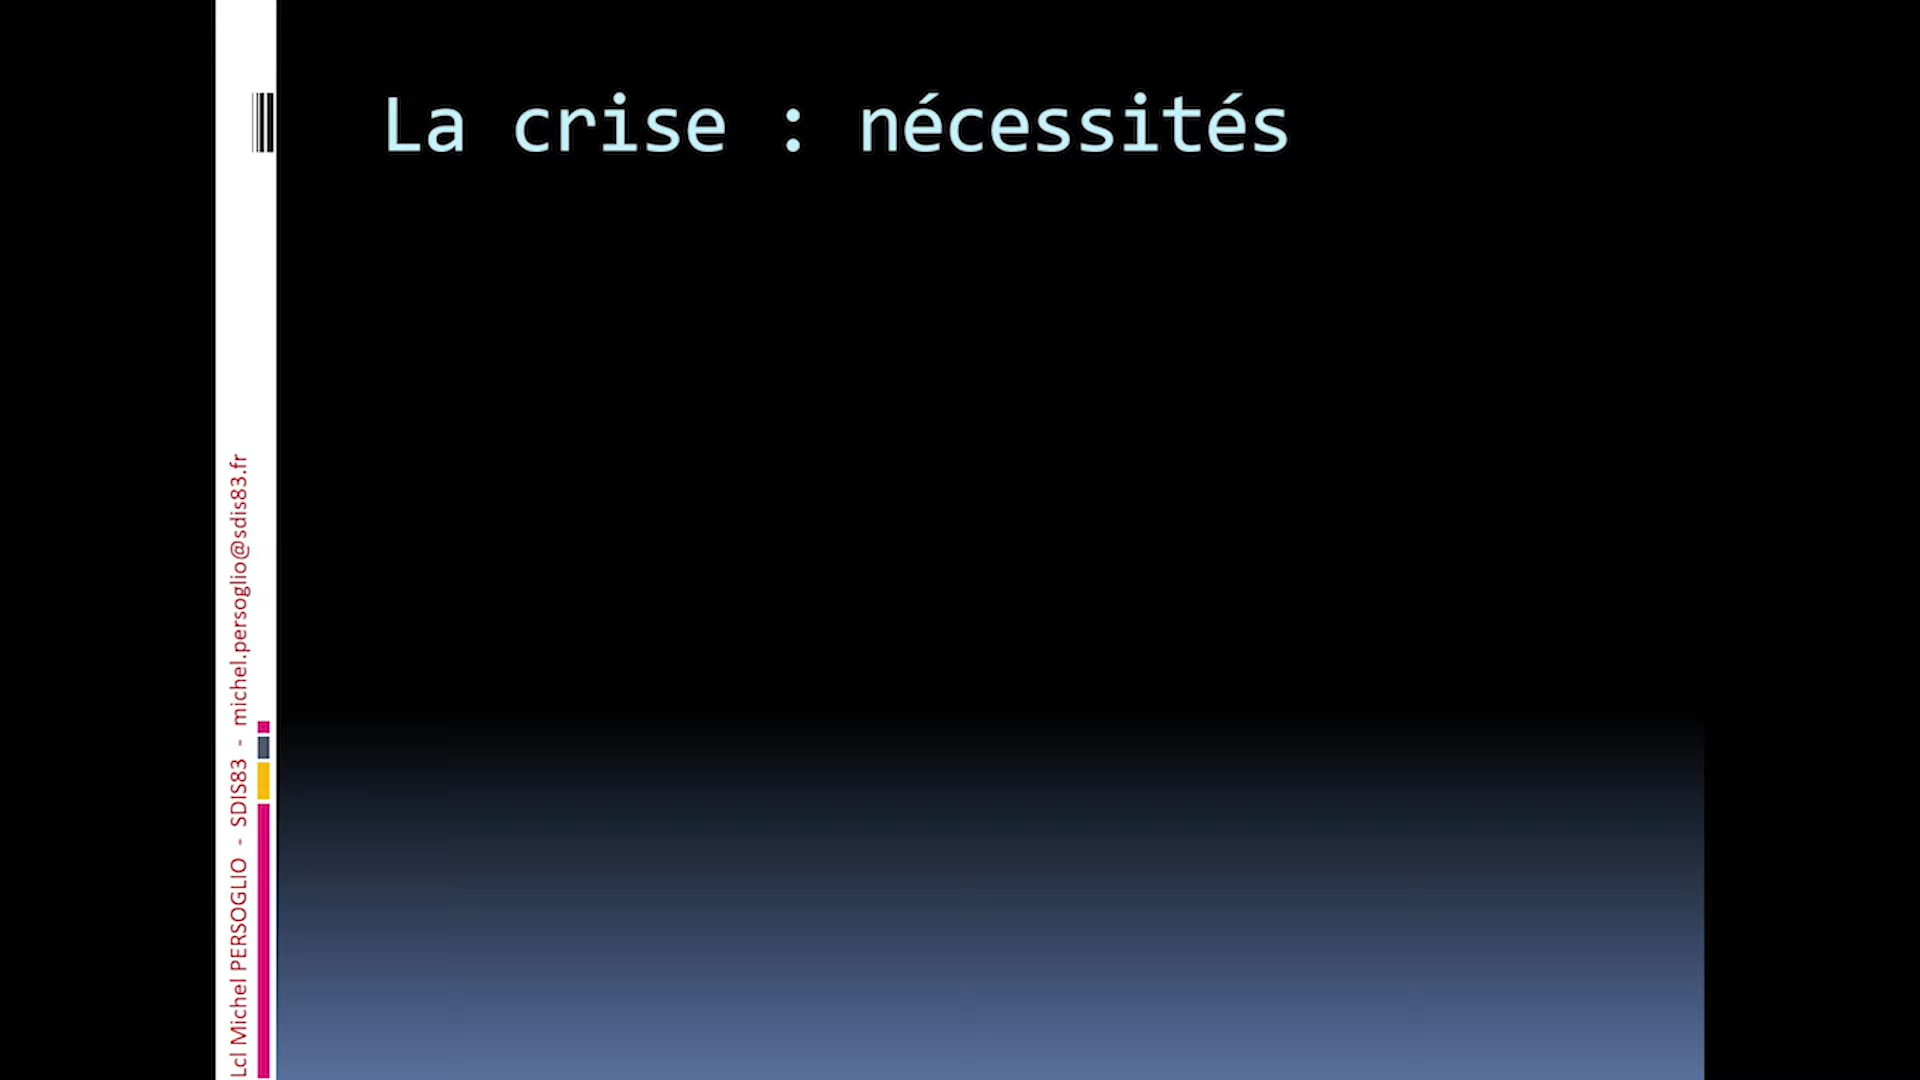 La crise : nécessités
Lcl Michel PERSOGLIO - SDIS83 - michel.persoglio@sdis83.fr